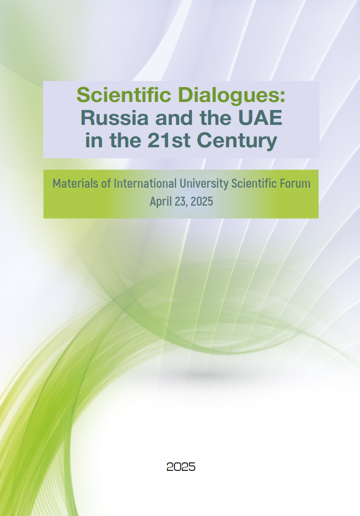 Scientific Dialogues:
Russia and the UAE
in the 21st Century
Materials of International University Scientific Forum
April 23, 2025
2025